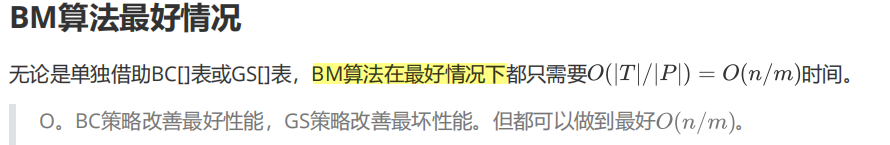 BM算法最好情况
无论是单独借助BC[]表或GS[]表，BM算法在最好情况下都只需要O(|T|/|P|) = O(n/m)时间。
O。BC策略改善最好性能，GS策略改善最坏性能。但都可以做到最好O(n/m)。